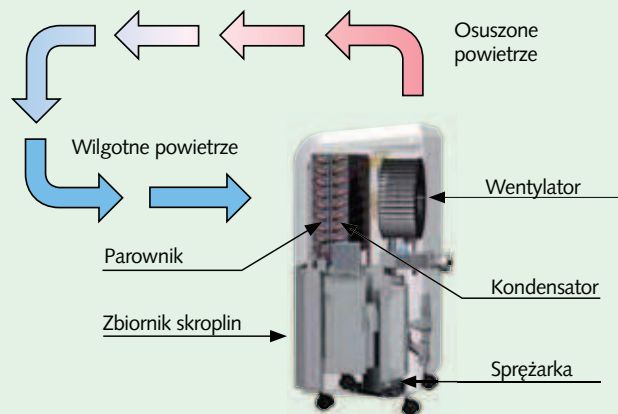 Osuszone
powietrze
Wilgotne powietrze
Wentylator
Parownik
Kondensator
Zbiornik skroplin
Sprężarka